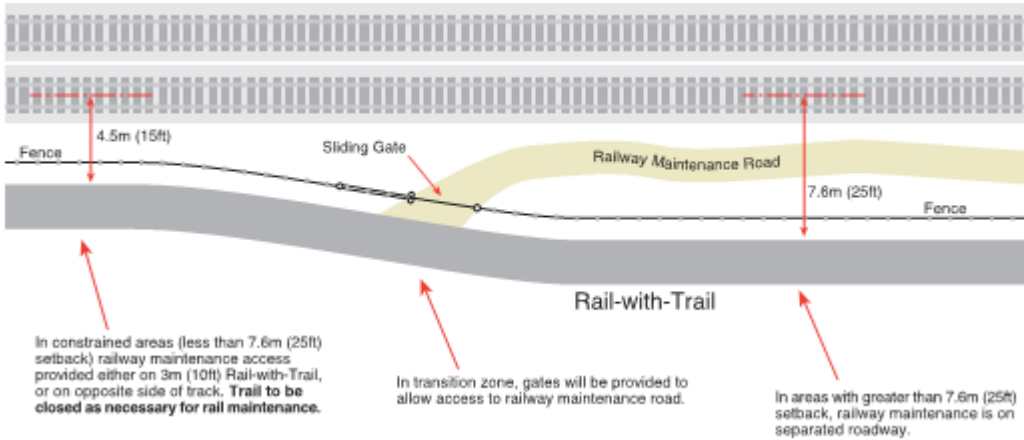 4.5m (15ft)
Fence
Sliding Gate
Railway Maintenance Road
7.6m (25ft)
Fence
Rail-with-Trail
In constrained areas (less than 7.6m (25ft)
setback) railway maintenance access
provided either on 3m (10ft) Rail-with-Trail,
or on opposite side of track. Trail to be
closed as necessary for rail maintenance.
In transition zone, gates will be provided to
allow access to railway maintenance road.
In areas with greater than 7.6m (25ft)
setback, railway maintenance is on
separated roadway.